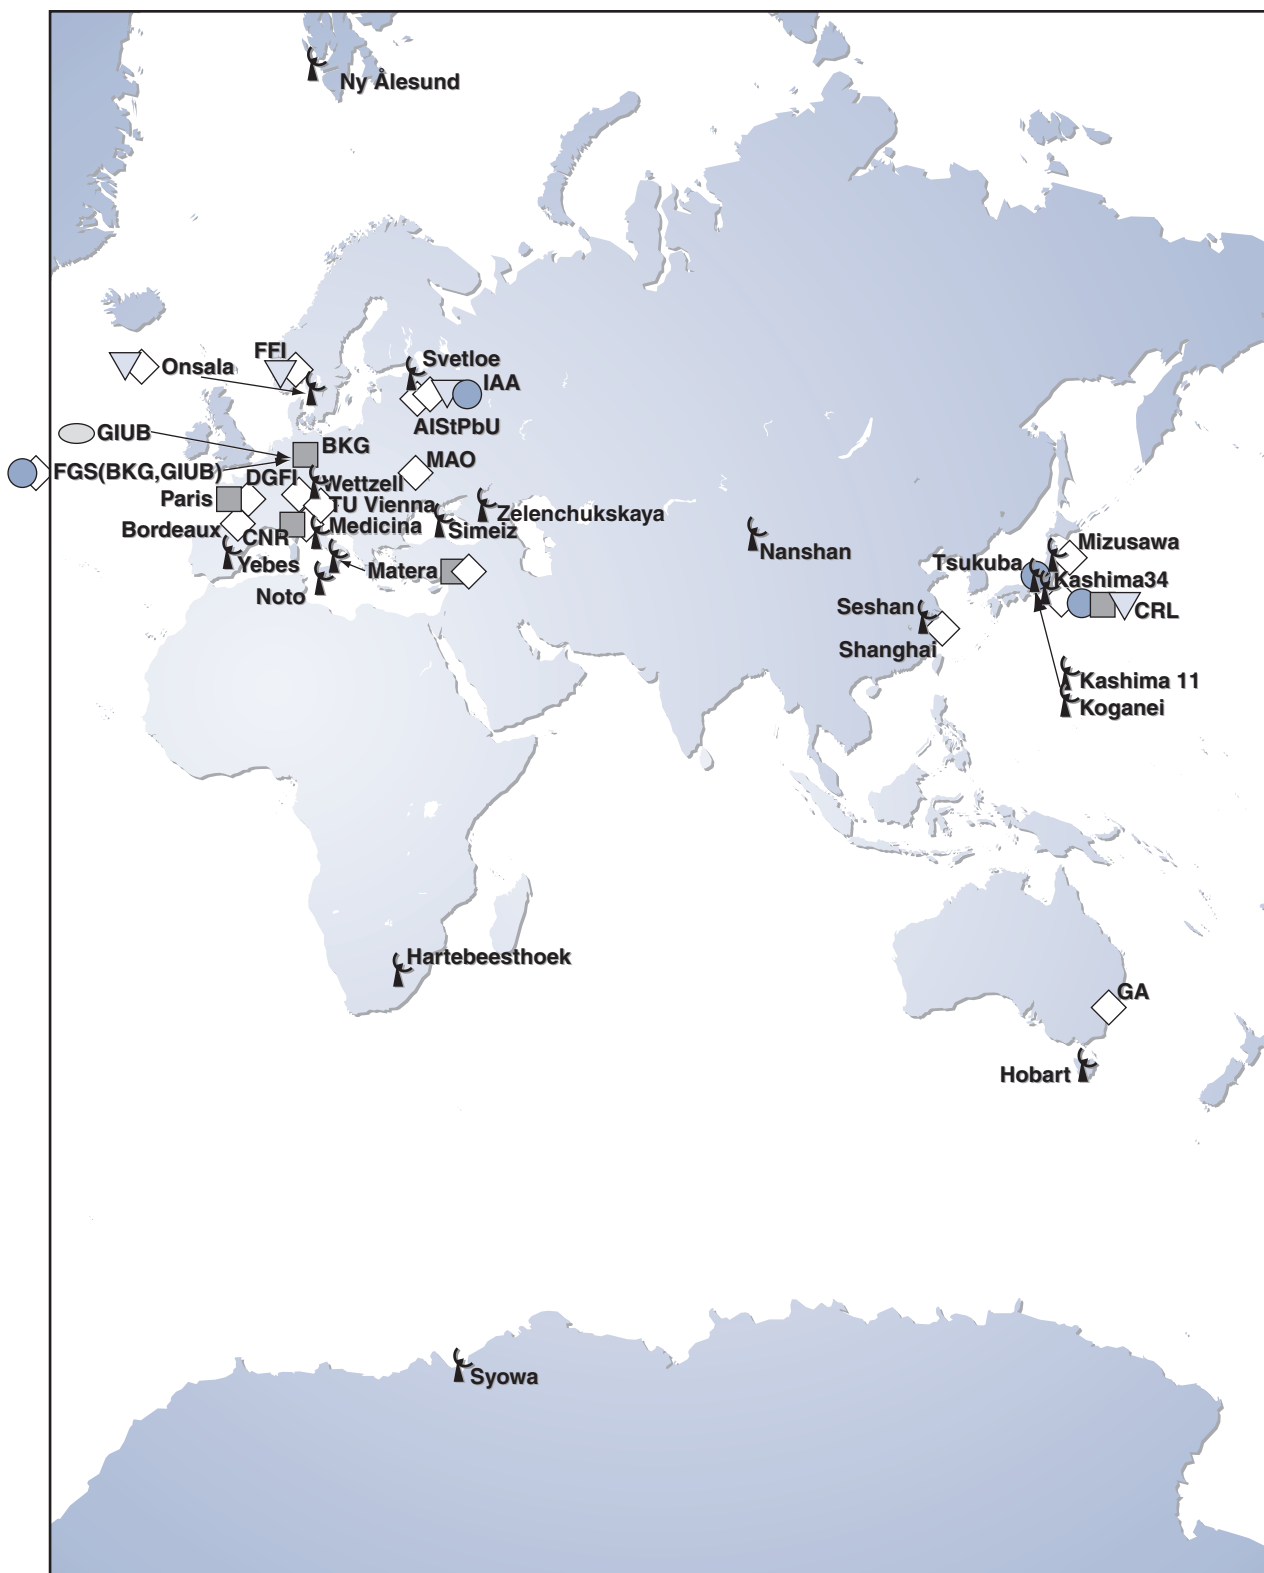 Ny Ålesund
FFI
Onsala
Svetloe
IAA
AIStPbU
GIUB
BKG
MAO
FGS(BKG,GIUB)
DGFI
Wettzell
Paris
TU Vienna
Zelenchukskaya
Bordeaux
CNR
Medicina
Simeiz
Yebes
Matera
Noto
Nanshan
Mizusawa
Tsukuba
Kashima34
Seshan
CRL
Shanghai
Kashima 11
Koganei
Hartebeesthoek
GA
Hobart
Syowa